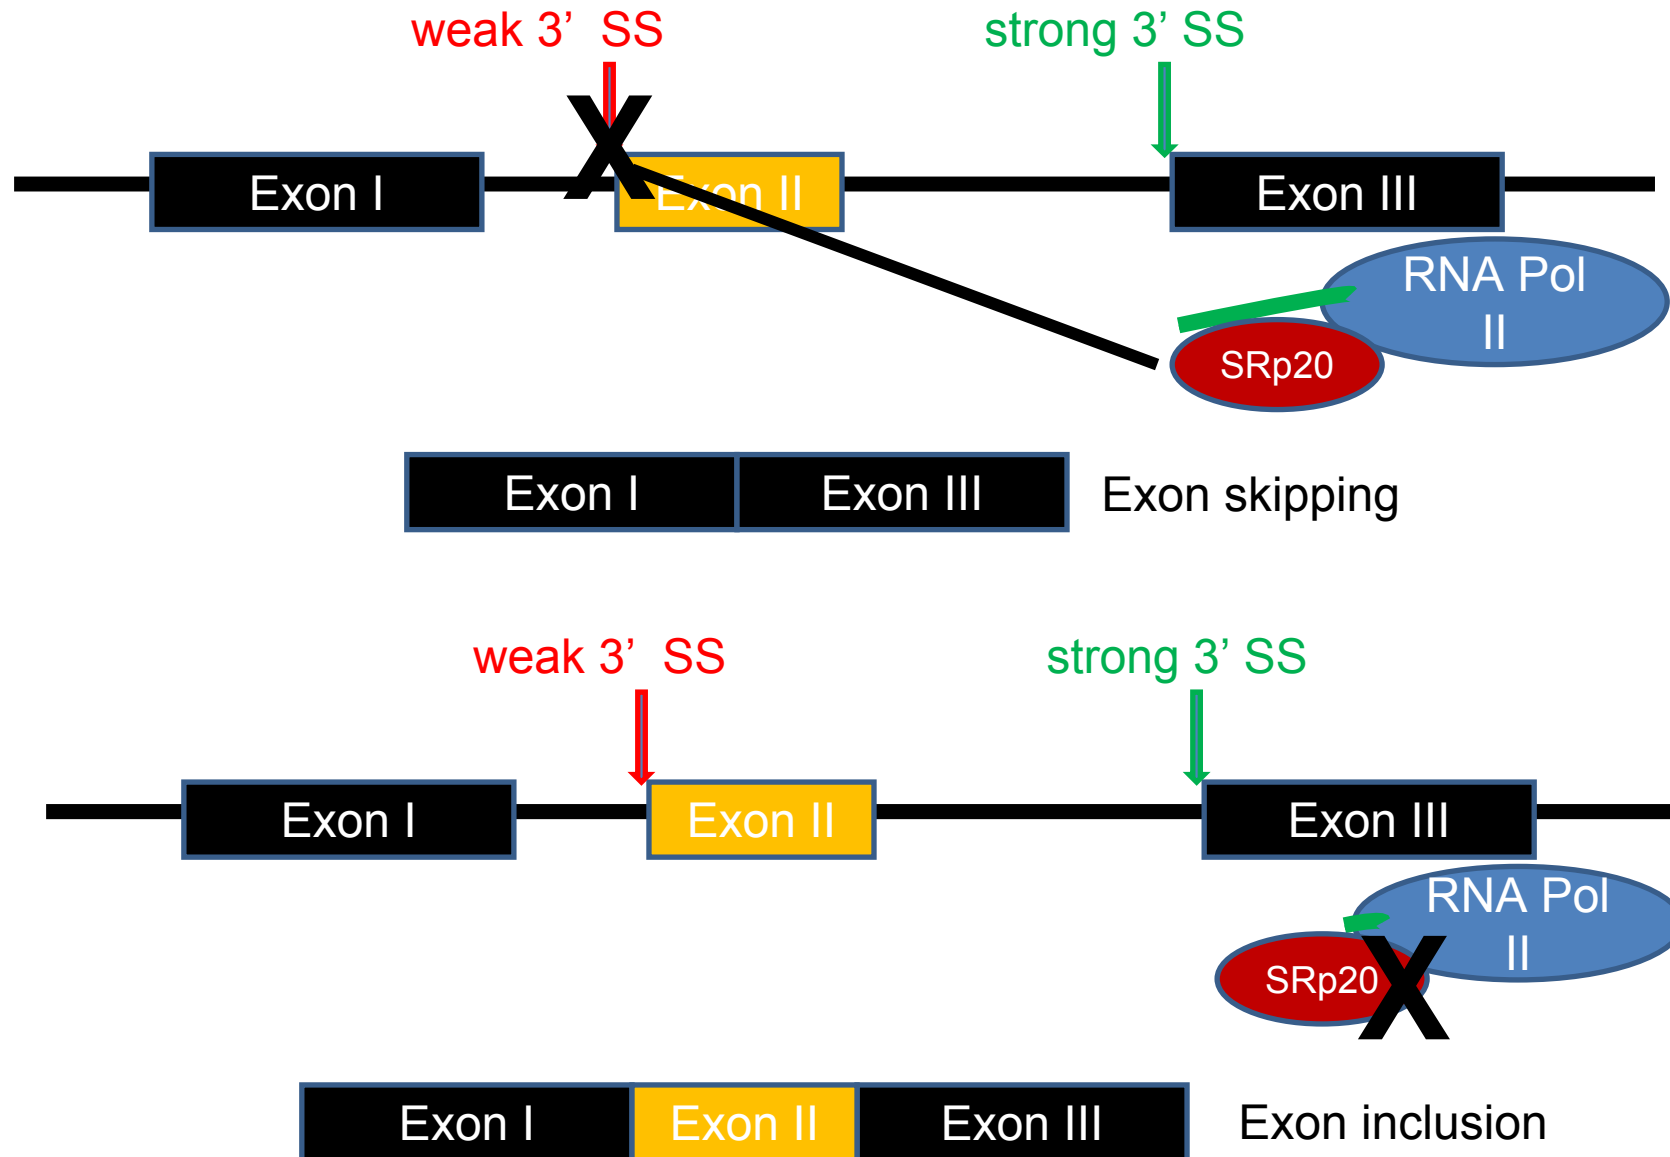 weak 3’ SS
strong 3’ SS
Exon I
Exon II
Exon III
RNA Pol
II
SRp20
Exon I
Exon III
Exon skipping
weak 3’ SS
strong 3’ SS
Exon I
Exon II
Exon III
RNA Pol
II
SRp20
X
Exon I
Exon II
Exon III
Exon inclusion